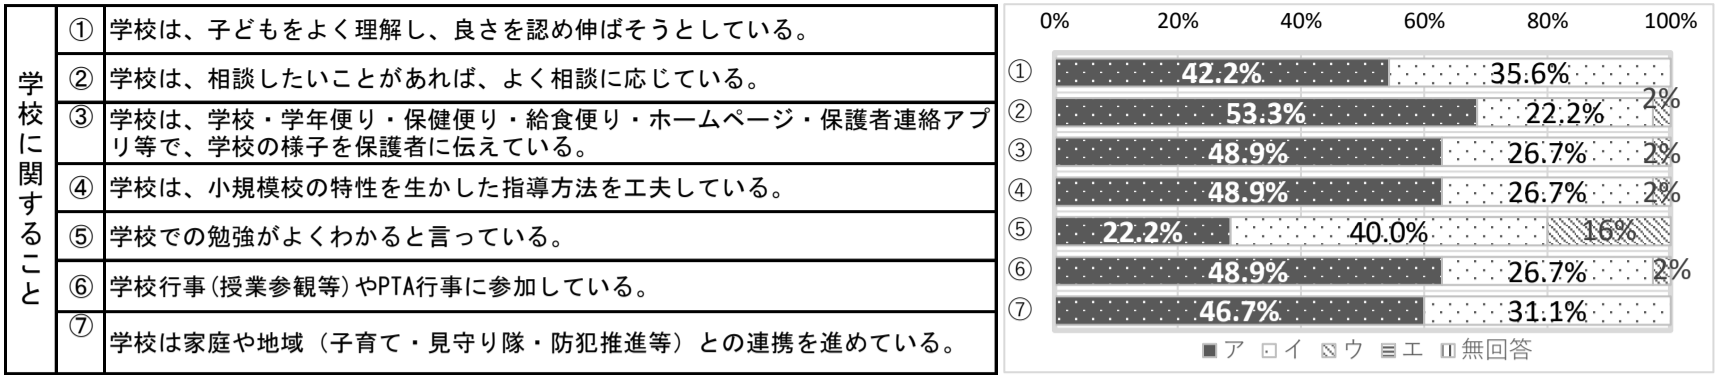 学校に関すること
① 学校は、子どもをよく理解し、良さを認め伸ばそうとしている。
② 学校は、相談したいことがあれば、よく相談に応じている。
③ 学校は、学校・学年便り・保健便り・給食便り・ホームページ・保護者連絡アプ
リ等で、学校の様子を保護者に伝えている。
④ 学校は、小規模校の特性を生かした指導方法を工夫している。
⑤ 学校での勉強がよくわかると言っている。
⑥ 学校行事(授業参観等)やPTA行事に参加している。
⑦ 学校は家庭や地域（子育て・見守り隊・防犯推進等）との連携を進めている。
0% 20% 40% 60% 80% 100%
① 42.2% 35.6%
② 53.3% 22.2% 2%
③ 48.9% 26.7% 2%
④ 48.9% 26.7% 2%
⑤ 22.2% 40.0% 16%
⑥ 48.9% 26.7% 2%
⑦ 46.7% 31.1%
ア イ ウ エ 無回答